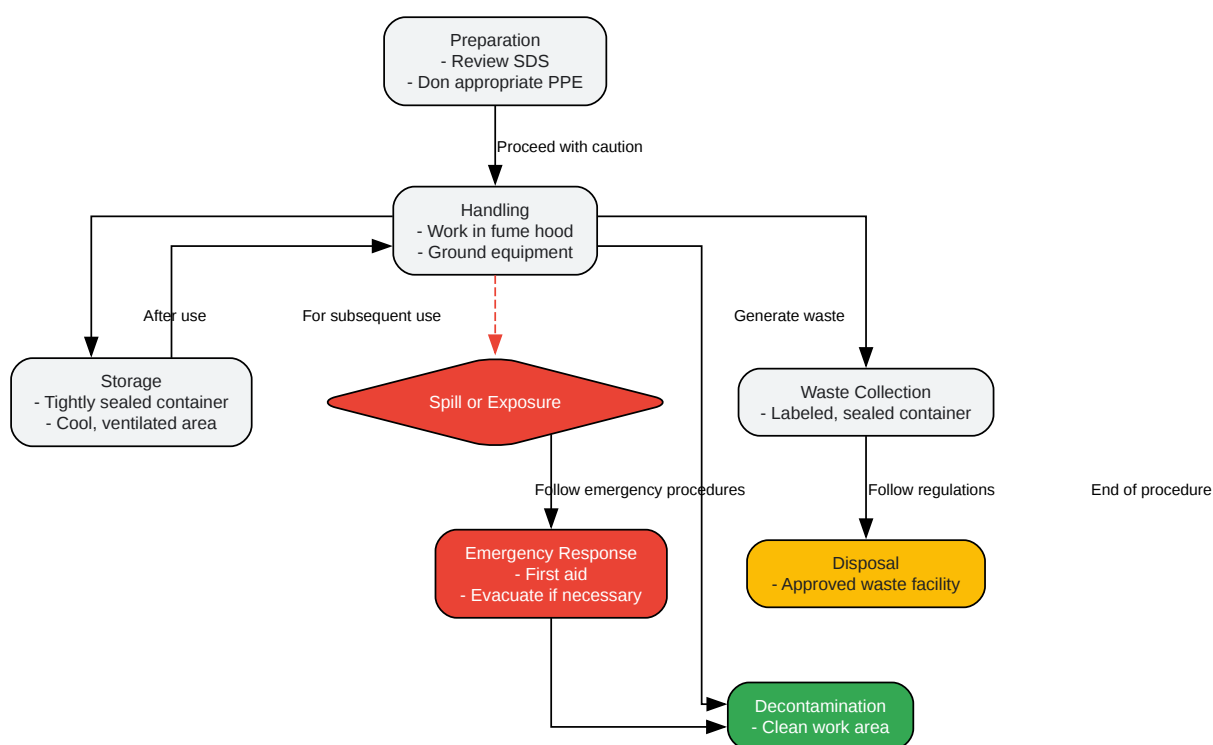 Preparation
- Review SDS
- Don appropriate PPE
Proceed with caution
Handling
- Work in fume hood
- Ground equipment
After use
For subsequent use
Generate waste
Storage
- Tightly sealed container
- Cool, ventilated area
Spill or Exposure
Waste Collection
- Labeled, sealed container
Follow emergency procedures
Follow regulations
End of procedure
Emergency Response
- First aid
- Evacuate if necessary
Disposal
- Approved waste facility
Decontamination
- Clean work area